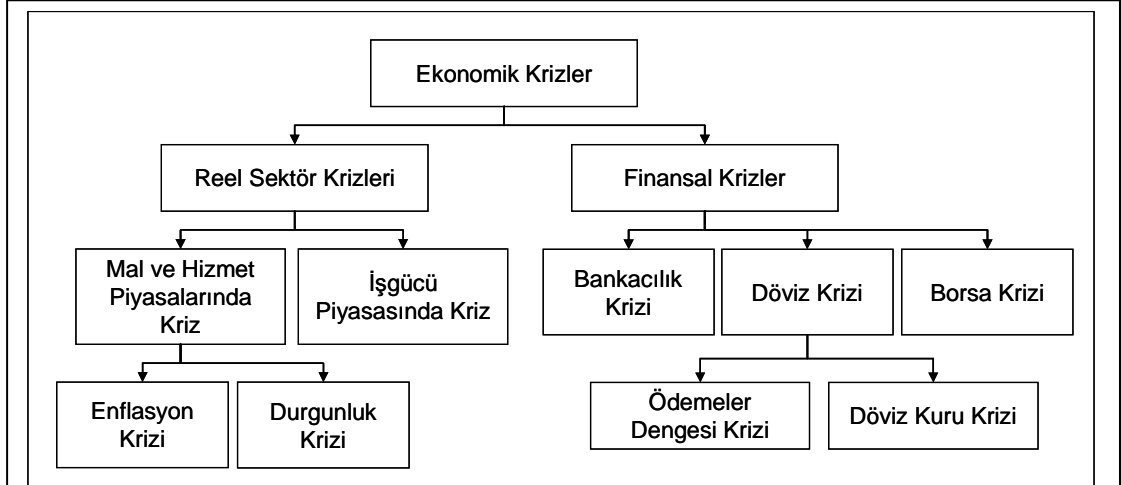 Ekonomik Krizler
Reel Sektör Krizleri
Finansal Krizler
Mal ve Hizmet
Piyasalarında
Kriz
İşgücü
Piyasasında Kriz
Bankacılık
Krizi
Döviz Krizi
Borsa Krizi
Enflasyon
Krizi
Durgunluk
Krizi
Ödemeler
Dengesi Krizi
Döviz Kuru Krizi